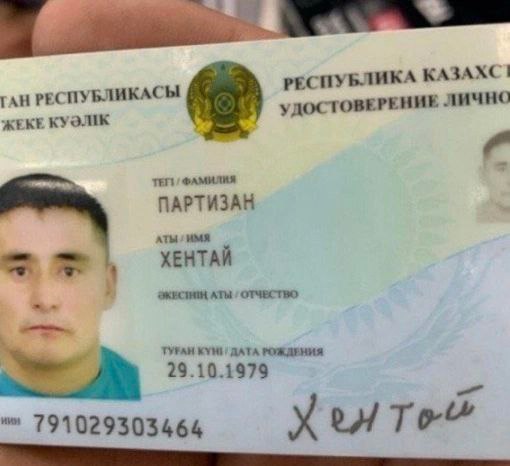 ТАН РЕСПУБЛИКАСЫ
ЖЕКЕ КУӘЛІК
РЕСПУБЛИКА КАЗАХСТ
УДОСТОВЕРЕНИЕ ЛИЧНО
ТЕГІ / ФАМИЛИЯ
ПАРТИЗАН
АТЫ / ИМЯ
ХЕНТАЙ
ӘКЕСІНІҢ АТЫ / ОТЧЕСТВО
ТУҒАН КҮНІ / ДАТА РОЖДЕНИЯ
29.10.1979
ИИН 791029303464
Хентой